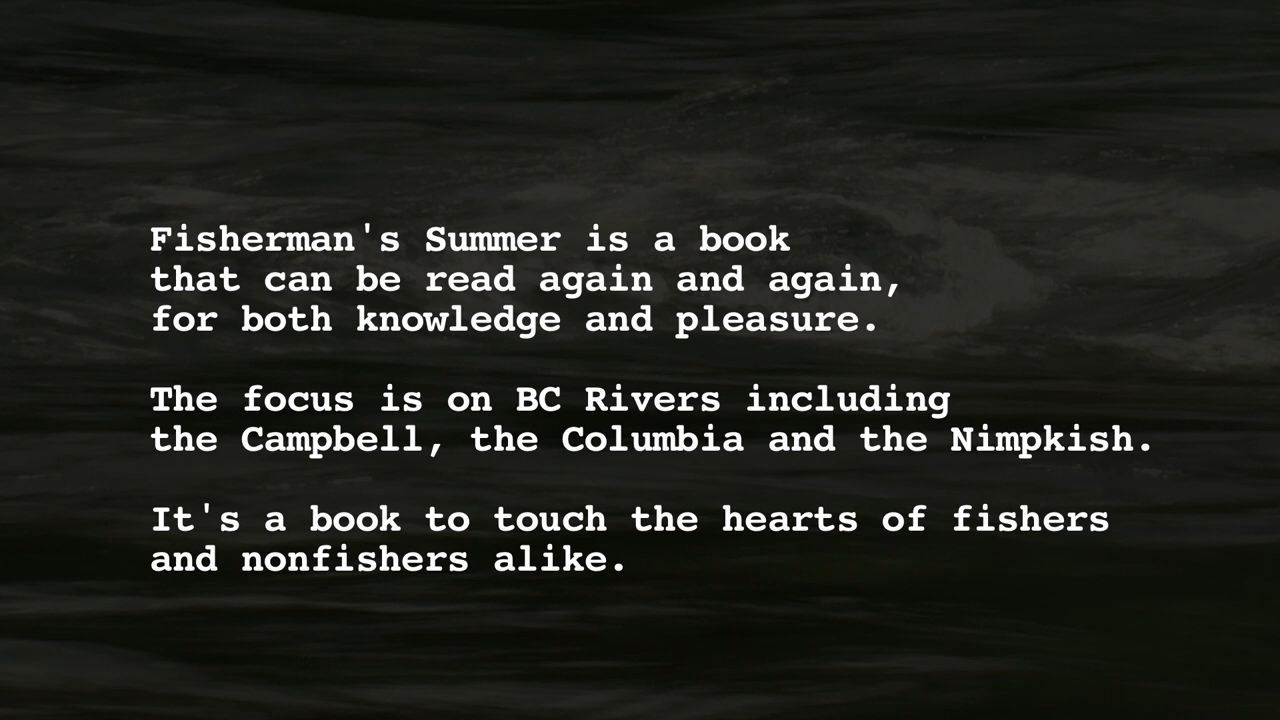 Fisherman's Summer is a book
that can be read again and again,
for both knowledge and pleasure.
The focus is on BC Rivers including
the Campbell, the Columbia and the Nimpkish.
It's a book to touch the hearts of fishers
and nonfishers alike.